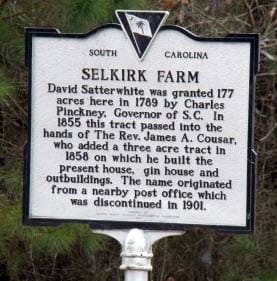 SOUTH CAROLINA
SELKIRK FARM
David Satterwhite was granted 177
acres here in 1789 by Charles
Pinckney, Governor of S.C. In
1855 this tract passed into the
hands of The Rev. James A. Cousar,
who added a three acre tract in
1858 on which he built the
present house, gin house and
outbuildings. The name originated
from a nearby post office which
was discontinued in 1901.